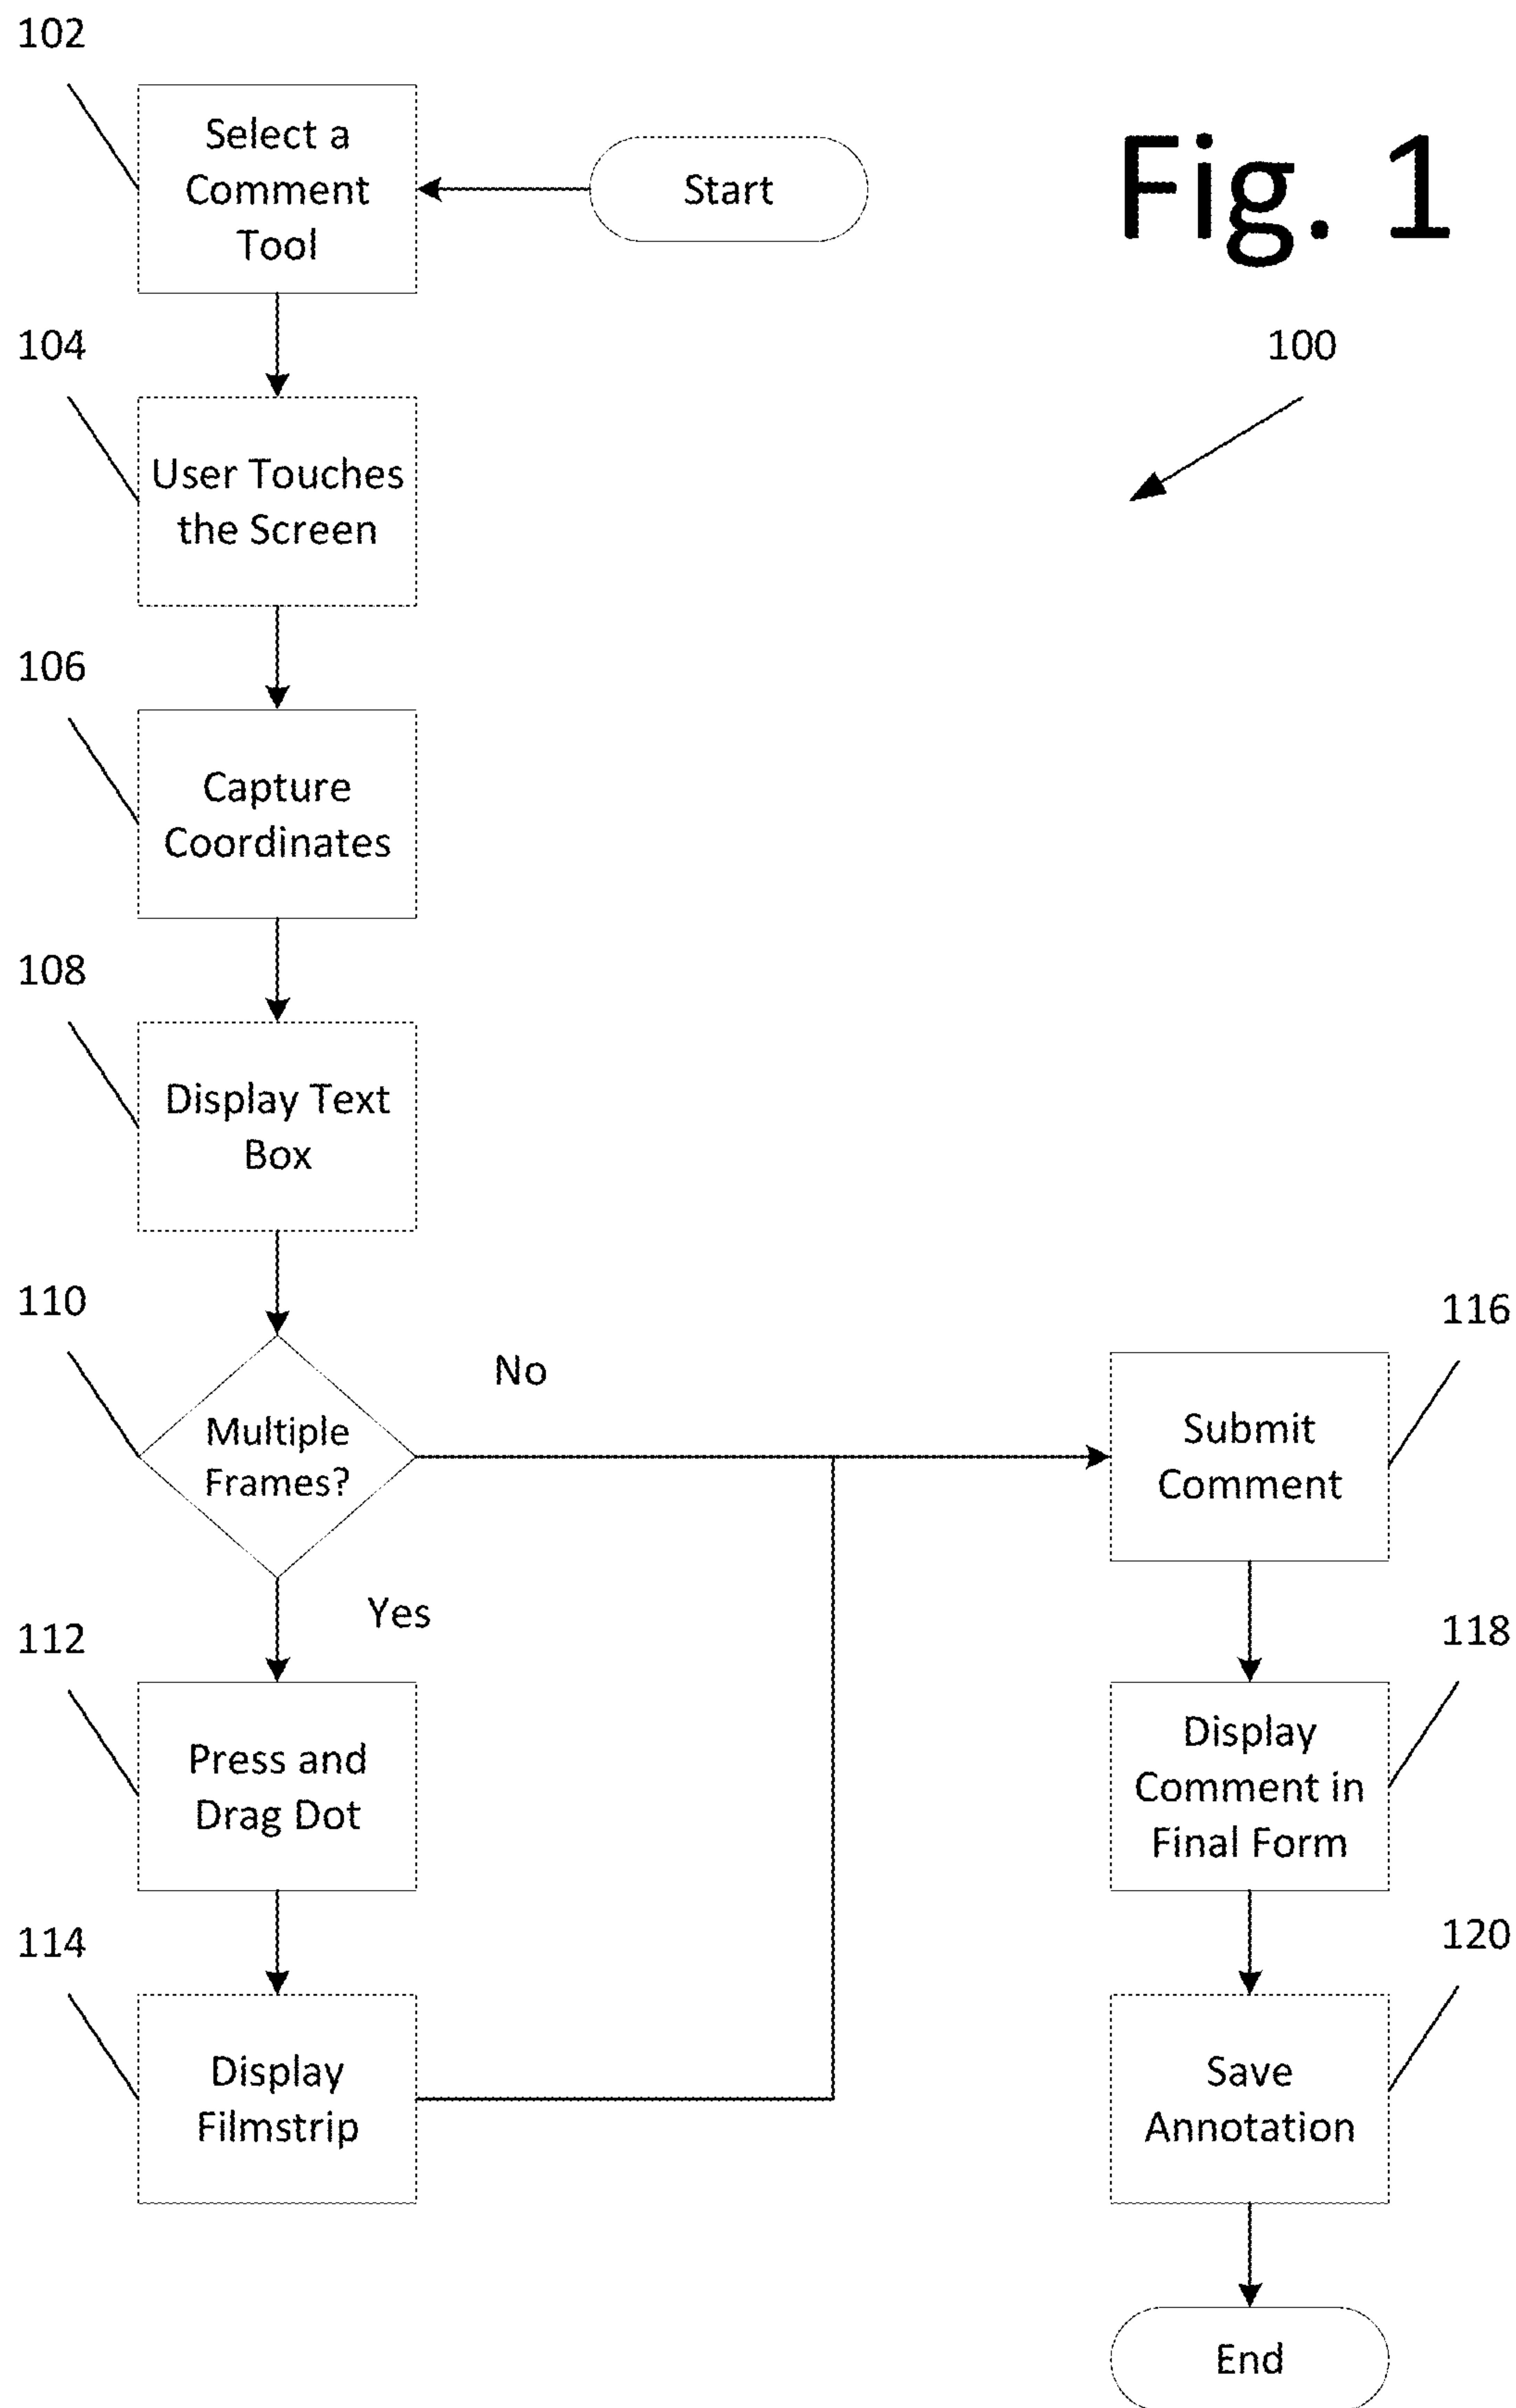 102
Select a
Comment
Tool
Start
Fig. 1
104
User Touches
the Screen
100
106
Capture
Coordinates
108
Display Text
Box
110
Multiple
Frames?
No
Yes
112
Press and
Drag Dot
114
Display
Filmstrip
116
Submit
Comment
118
Display
Comment in
Final Form
120
Save
Annotation
End